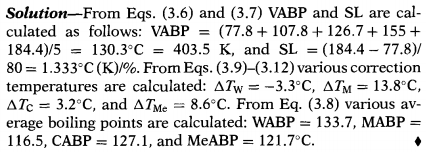 Solution—From Eqs. (3.6) and (3.7) VABP and SL are cal-
culated as follows: VABP = (77.8 + 107.8 + 126.7 + 155 +
184.4)/5 = 130.3°C = 403.5 K, and SL = (184.4 − 77.8)/
80 = 1.333°C (K)/%. From Eqs. (3.9)–(3.12) various correction
temperatures are calculated: ΔTW = −3.3°C, ΔTM = 13.8°C,
ΔTC = 3.2°C, and ΔTMe = 8.6°C. From Eq. (3.8) various av-
erage boiling points are calculated: WABP = 133.7, MABP =
116.5, CABP = 127.1, and MeABP = 121.7°C. ♦